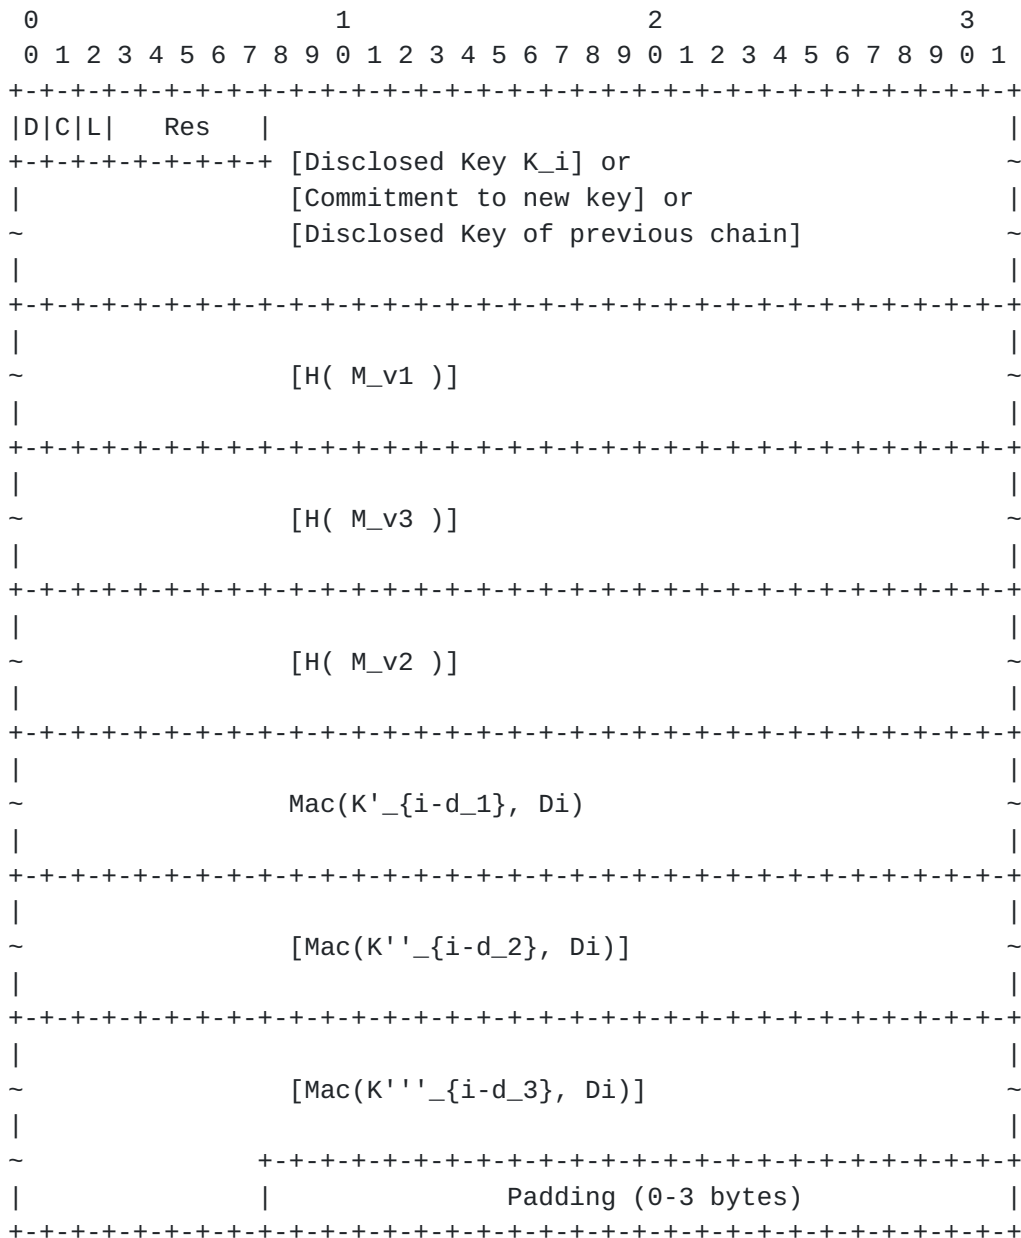 0                   1                   2                   3
 0 1 2 3 4 5 6 7 8 9 0 1 2 3 4 5 6 7 8 9 0 1 2 3 4 5 6 7 8 9 0 1
+-+-+-+-+-+-+-+-+-+-+-+-+-+-+-+-+-+-+-+-+-+-+-+-+-+-+-+-+-+-+-+-+
|D|C|L|   Res   |                                               |
+-+-+-+-+-+-+-+-+ [Disclosed Key K_i] or                        ~
|                 [Commitment to new key] or                    |
~                 [Disclosed Key of previous chain]             ~
|                                                               |
+-+-+-+-+-+-+-+-+-+-+-+-+-+-+-+-+-+-+-+-+-+-+-+-+-+-+-+-+-+-+-+-+
|                                                               |
~                 [H( M_v1 )]                                   ~
|                                                               |
+-+-+-+-+-+-+-+-+-+-+-+-+-+-+-+-+-+-+-+-+-+-+-+-+-+-+-+-+-+-+-+-+
|                                                               |
~                 [H( M_v3 )]                                   ~
|                                                               |
+-+-+-+-+-+-+-+-+-+-+-+-+-+-+-+-+-+-+-+-+-+-+-+-+-+-+-+-+-+-+-+-+
|                                                               |
~                 [H( M_v2 )]                                   ~
|                                                               |
+-+-+-+-+-+-+-+-+-+-+-+-+-+-+-+-+-+-+-+-+-+-+-+-+-+-+-+-+-+-+-+-+
|                                                               |
~                 Mac(K'_{i-d_1}, Di)                           ~
|                                                               |
+-+-+-+-+-+-+-+-+-+-+-+-+-+-+-+-+-+-+-+-+-+-+-+-+-+-+-+-+-+-+-+-+
|                                                               |
~                 [Mac(K''_{i-d_2}, Di)]                        ~
|                                                               |
+-+-+-+-+-+-+-+-+-+-+-+-+-+-+-+-+-+-+-+-+-+-+-+-+-+-+-+-+-+-+-+-+
|                                                               |
~                 [Mac(K'''_{i-d_3}, Di)]                       ~
|                                                               |
~               +-+-+-+-+-+-+-+-+-+-+-+-+-+-+-+-+-+-+-+-+-+-+-+-+
|               |               Padding (0-3 bytes)             |
+-+-+-+-+-+-+-+-+-+-+-+-+-+-+-+-+-+-+-+-+-+-+-+-+-+-+-+-+-+-+-+-+